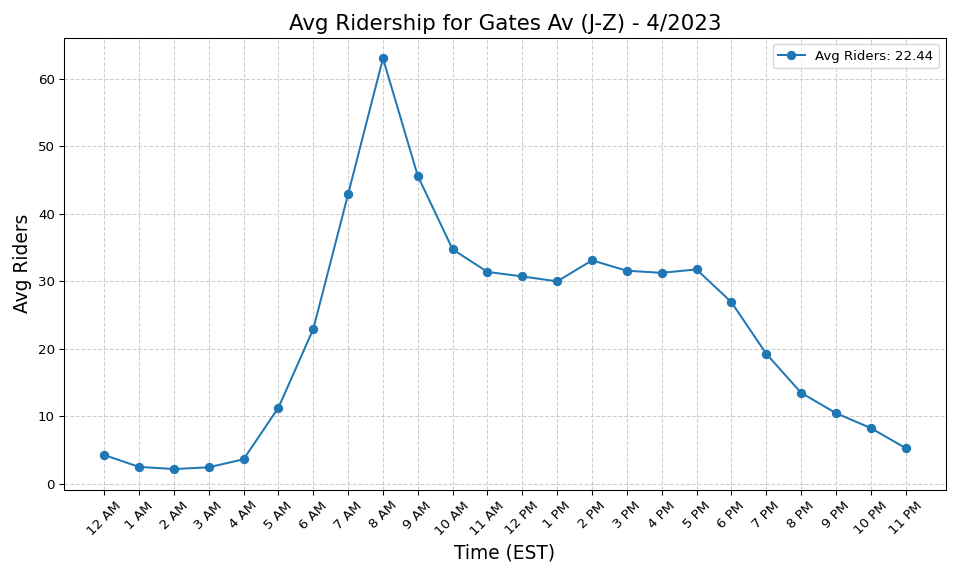 Avg Ridership for Gates Av (J-Z) - 4/2023
Avg Riders: 22.44
Avg Riders
60
50
40
30
20
10
0
12 AM 1 AM 2 AM 3 AM 4 AM 5 AM 6 AM 7 AM 8 AM 9 AM 10 AM 11 AM 12 PM 1 PM 2 PM 3 PM 4 PM 5 PM 6 PM 7 PM 8 PM 9 PM 10 PM 11 PM
Time (EST)